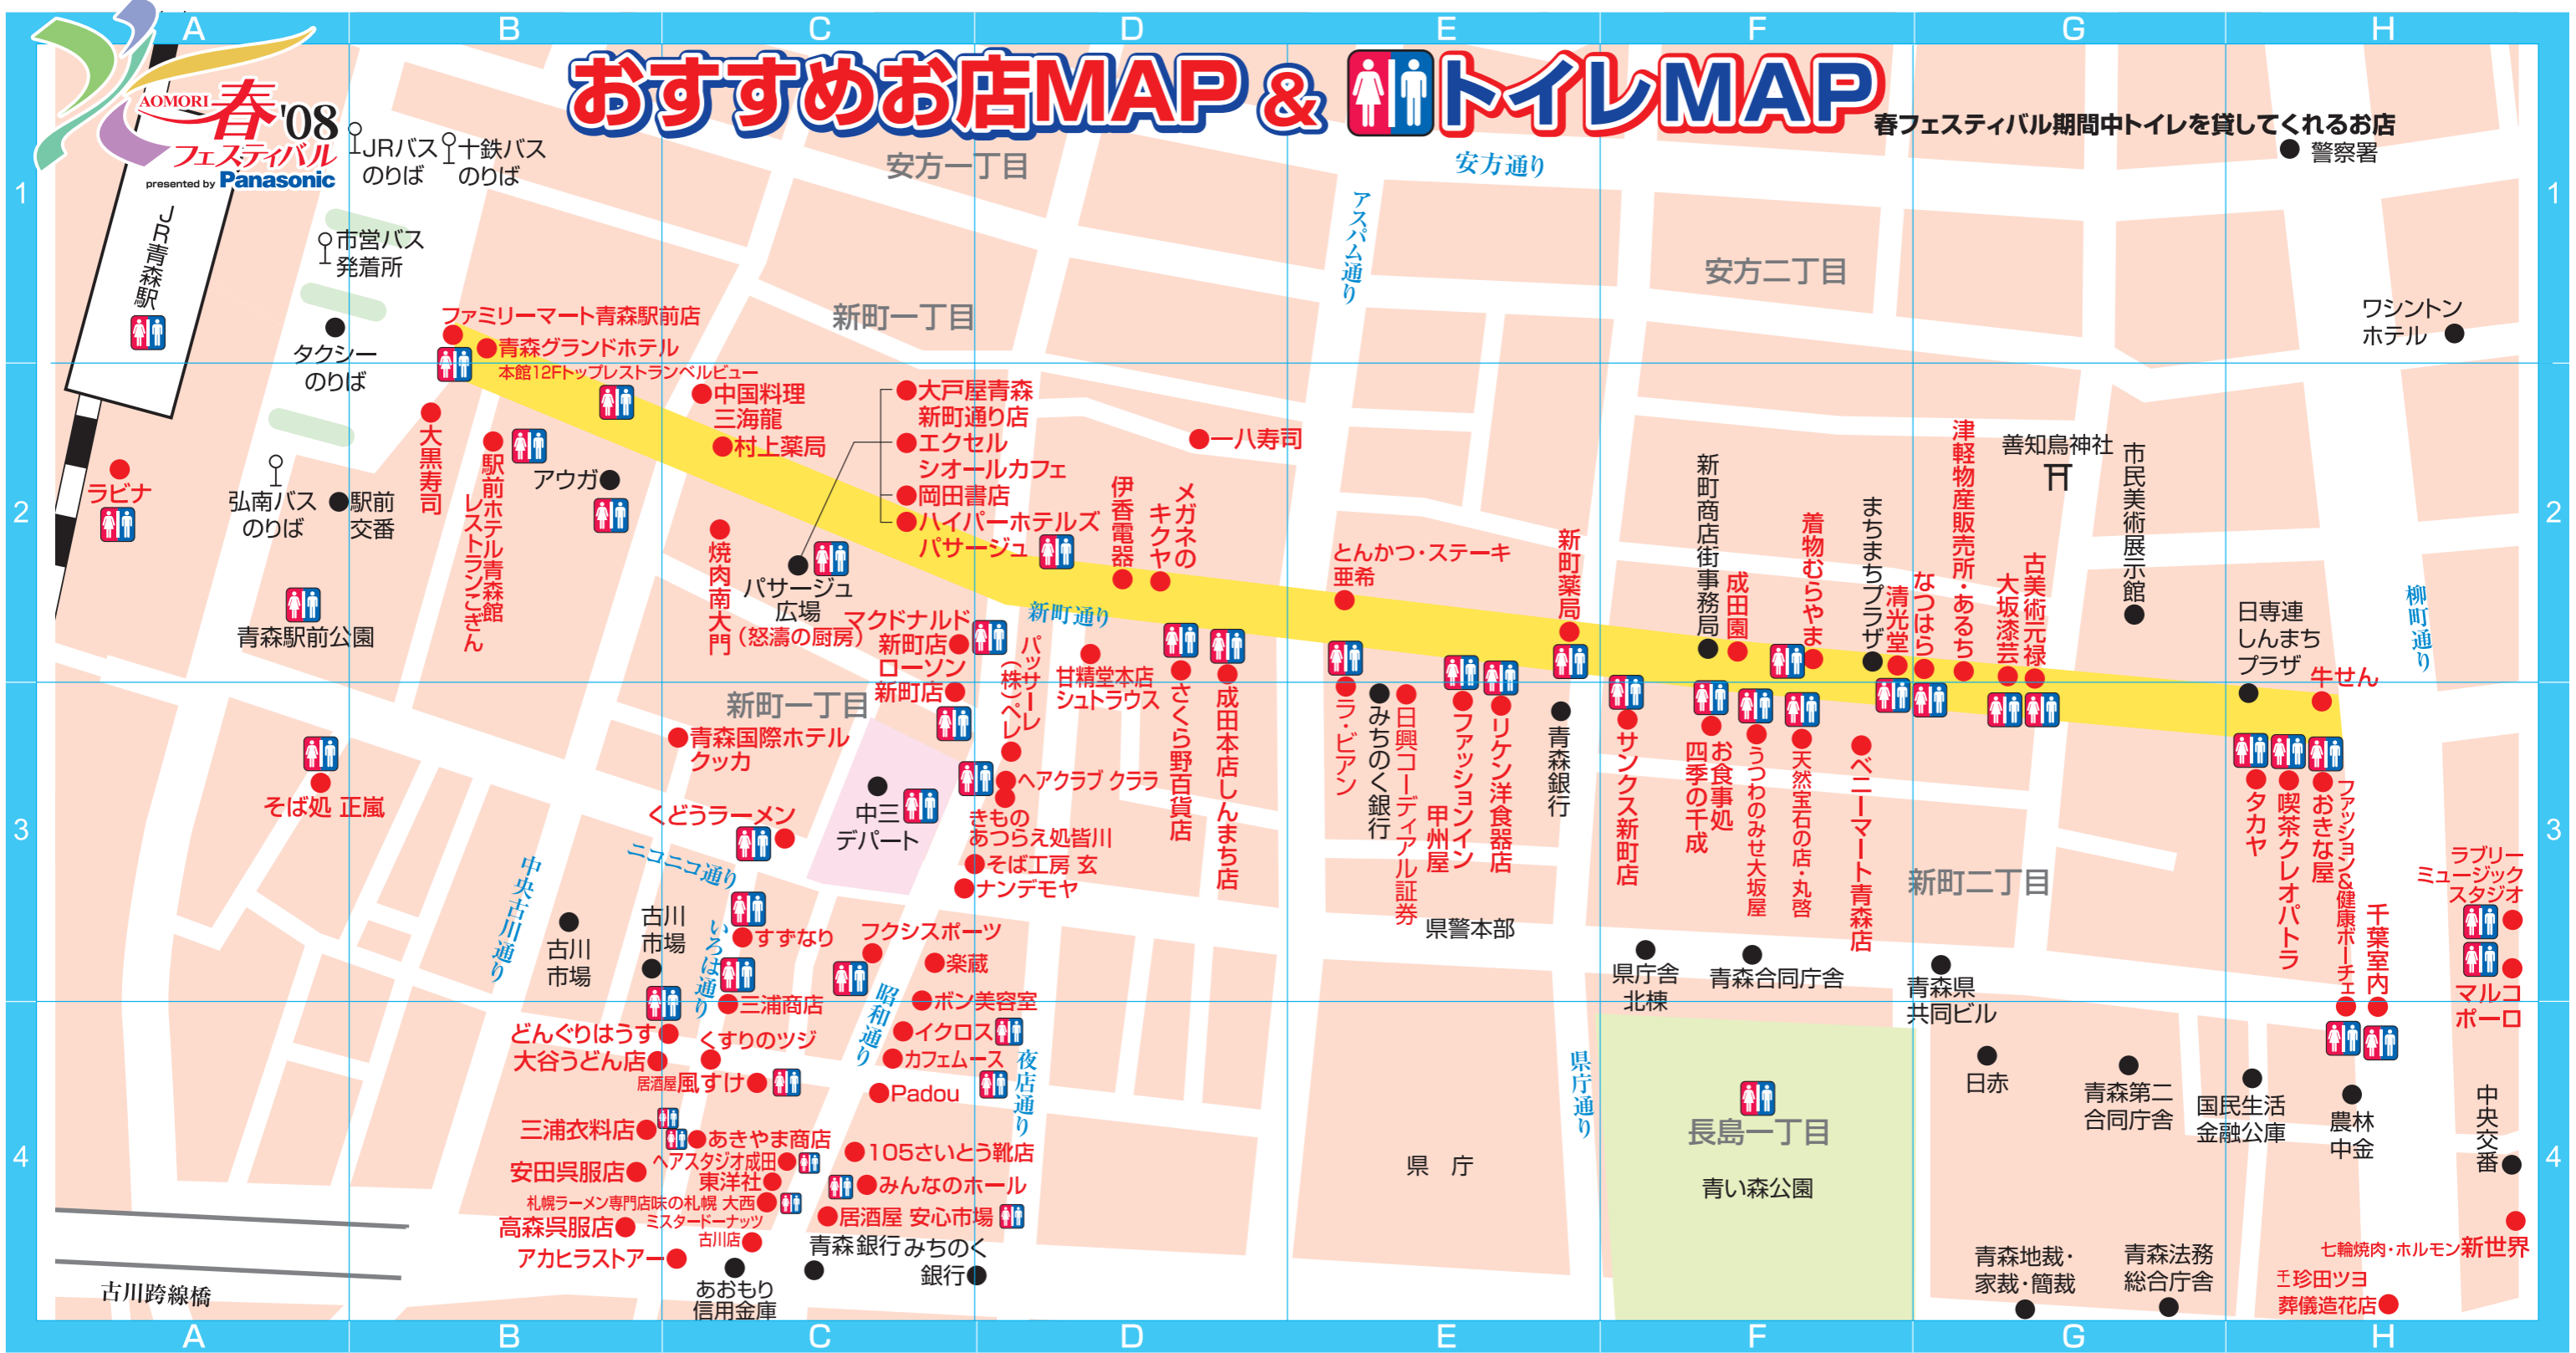 A B C D E F G H
おすすめお店MAP & トイレMAP
春フェスティバル期間中トイレを貸してくれるお店
AOMORI 春 '08
フェスティバル
presented by Panasonic
1
1
JRバス
のりば
十鉄バス
のりば
安方一丁目
安方通り
警察署
JR青森駅
市営バス
発着所
アスパム通り
安方二丁目
新町一丁目
ワシントン
ホテル
タクシー
のりば
ファミリーマート青森駅前店
青森グランドホテル
本館12Fトップレストランベルビュー
2
2
ラビナ
弘南バス
のりば
駅前
交番
青森駅前公園
大黒寿司
駅前ホテル青森館
レストランこぎん
アウガ
中国料理
三海龍
村上薬局
焼肉南大門
大戸屋青森
新町通り店
エクセル
シオールカフェ
岡田書店
ハイパーホテルズ
パサージュ
パサージュ
広場
(怒濤の厨房)
マクドナルド
新町店
ローソン
新町店
一八寿司
伊香電器
メガネの
キクヤ
新町通り
パッサーレ
(株)ペレ
甘精堂本店
シュトラウス
とんかつ・ステーキ
亜希
新町薬局
新町商店街事務局
成田園
着物むらやま
まちまちプラザ
清光堂
なつはら
津軽物産販売所・あるち
大坂漆芸
古美術元禄
善知鳥神社
市民美術展示館
日専連
しんまち
プラザ
牛せん
柳町通り
3
3
そば処 正嵐
新町一丁目
青森国際ホテル
クッカ
くどうラーメン
中三
デパート
ヘアクラブ クララ
きもの
あつらえ処皆川
そば工房 玄
ナンデモヤ
さくら野百貨店
成田本店しんまち店
ラ・ビアン
みちのく銀行
日興コーディアル証券
ファッションイン
甲州屋
リケン洋食器店
青森銀行
県警本部
サンクス新町店
お食事処
四季の千成
うつわのみせ大坂屋
天然宝石の店・丸啓
ベニーマート青森店
新町二丁目
タカヤ
喫茶クレオパトラ
おきな屋
ファッション&健康ボーチェ
千葉室内
ラブリー
ミュージック
スタジオ
マルコ
ポーロ
中央古川通り
ニコニコ通り
古川
市場
古川
市場
いろは通り
すずなり
三浦商店
フクシスポーツ
楽蔵
ボン美容室
昭和通り
県庁舎
北棟
青森合同庁舎
青森県
共同ビル
4
4
どんぐりはうす
大谷うどん店
くすりのツジ
居酒屋風すけ
イクロス
カフェムース
Padou
夜店通り
三浦衣料店
あきやま商店
ヘアスタジオ成田
安田呉服店
東洋社
札幌ラーメン専門店味の札幌 大西
高森呉服店
ミスタードーナッツ
古川店
アカヒラストアー
105さいとう靴店
みんなのホール
居酒屋 安心市場
青森銀行
みちのく
銀行
あおもり
信用金庫
古川跨線橋
県庁通り
県 庁
長島一丁目
青い森公園
日赤
青森第二
合同庁舎
国民生活
金融公庫
農林
中金
中央交番
青森地裁・
家裁・簡裁
青森法務
総合庁舎
七輪焼肉・ホルモン新世界
珍田ツヨ
葬儀造花店
A B C D E F G H